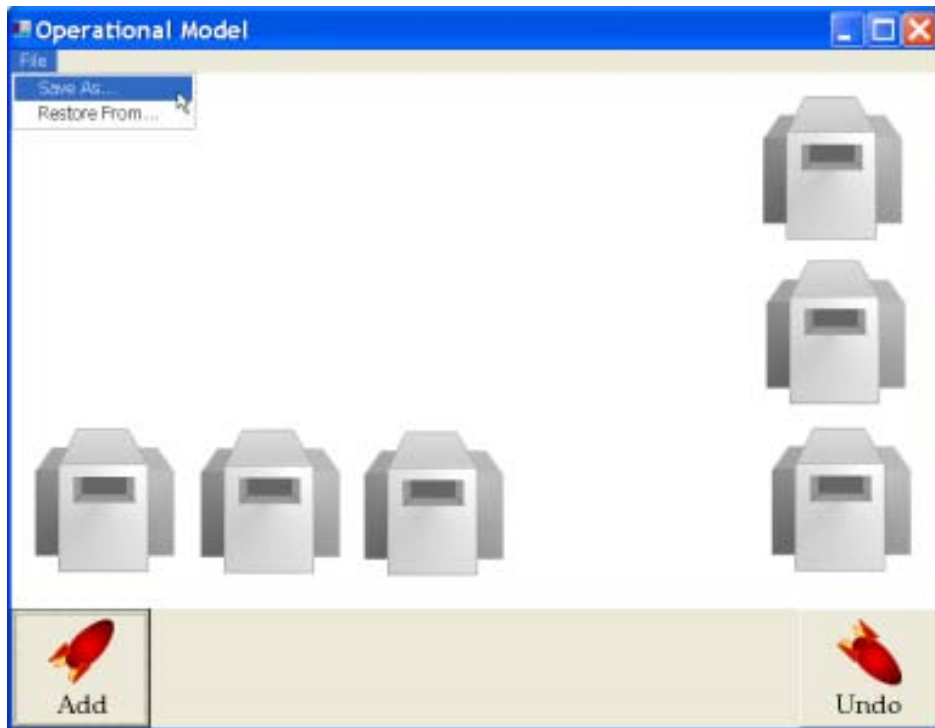 Operational Model
File
Save As...
Restore From...
Add
Undo